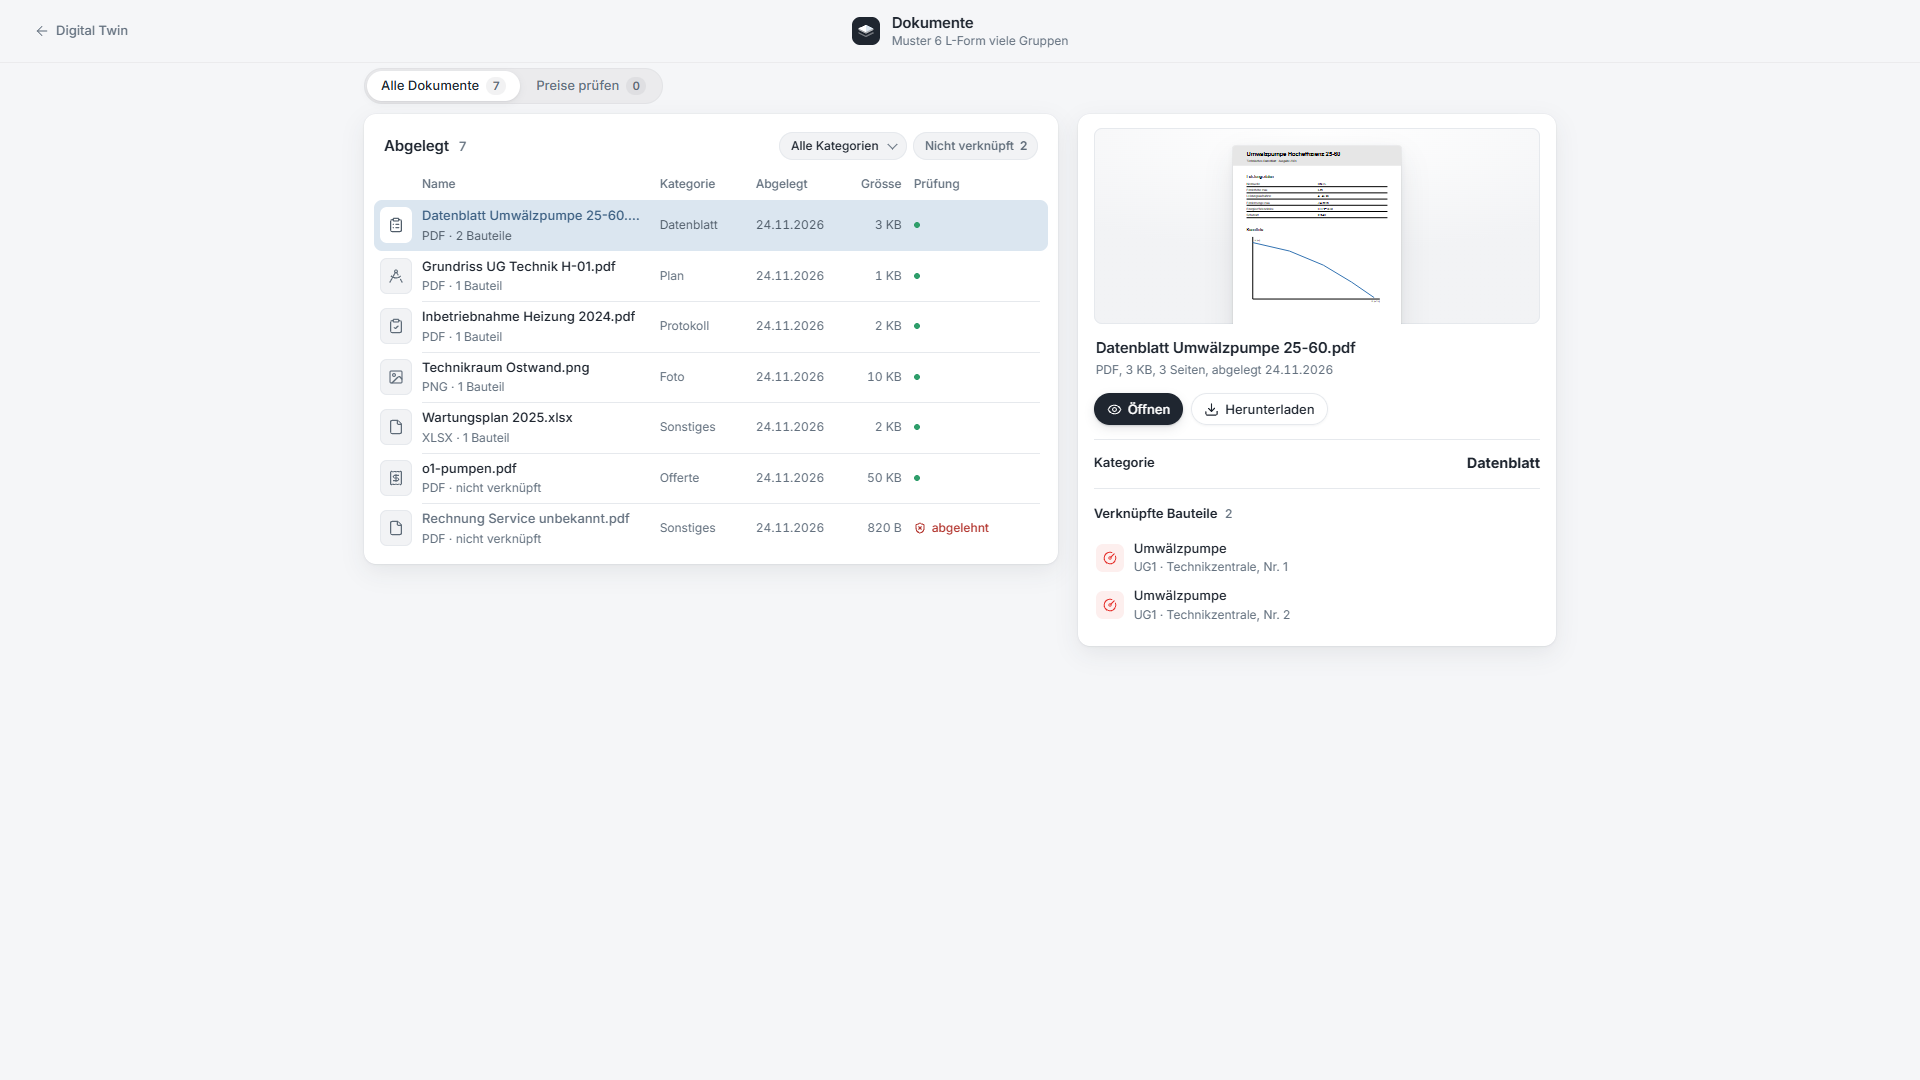 Digital Twin
Dokumente
Muster 6 L-Form viele Gruppen
Alle Dokumente 7
Preise prüfen 0
Abgelegt 7
Alle Kategorien
Nicht verknüpft 2
Name Kategorie Abgelegt Grösse Prüfung
Datenblatt Umwälzpumpe 25-60....
PDF · 2 Bauteile
Datenblatt 24.11.2026 3 KB
Grundriss UG Technik H-01.pdf
PDF · 1 Bauteil
Plan 24.11.2026 1 KB
Inbetriebnahme Heizung 2024.pdf
PDF · 1 Bauteil
Protokoll 24.11.2026 2 KB
Technikraum Ostwand.png
PNG · 1 Bauteil
Foto 24.11.2026 10 KB
Wartungsplan 2025.xlsx
XLSX · 1 Bauteil
Sonstiges 24.11.2026 2 KB
o1-pumpen.pdf
PDF · nicht verknüpft
Offerte 24.11.2026 50 KB
Rechnung Service unbekannt.pdf
PDF · nicht verknüpft
Sonstiges 24.11.2026 820 B abgelehnt
Umwälzpumpe Hocheffizienz 25-60
Datenblatt Umwälzpumpe 25-60.pdf
PDF, 3 KB, 3 Seiten, abgelegt 24.11.2026
Öffnen
Herunterladen
Kategorie Datenblatt
Verknüpfte Bauteile 2
Umwälzpumpe
UG1 · Technikzentrale, Nr. 1
Umwälzpumpe
UG1 · Technikzentrale, Nr. 2